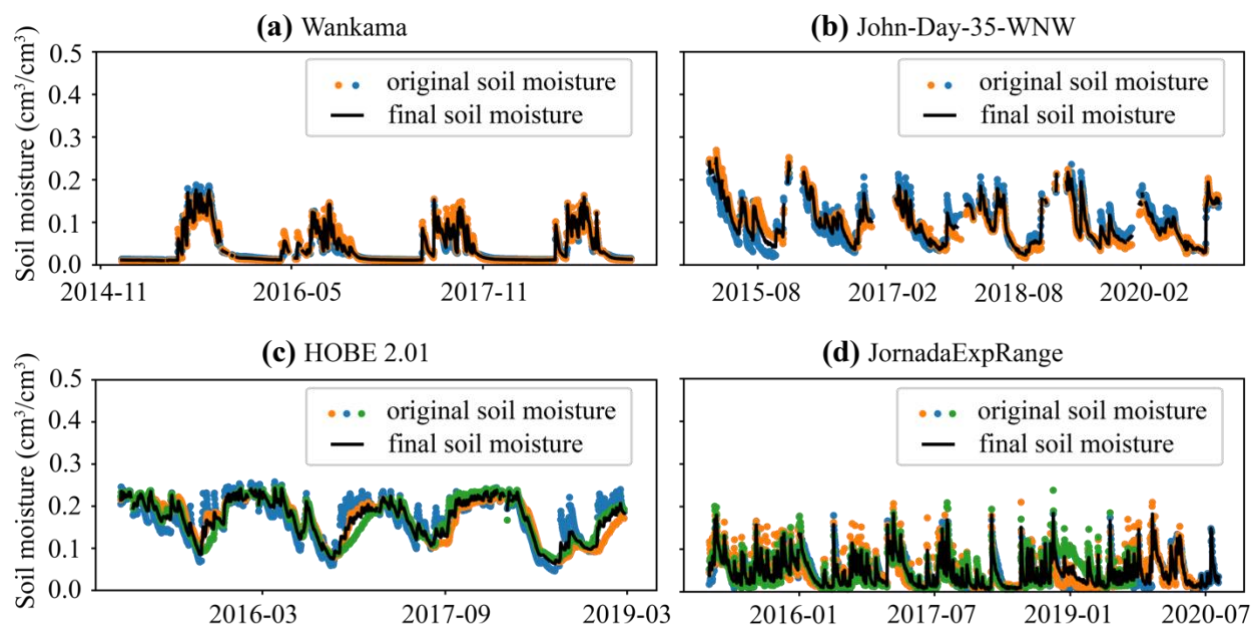 (a) Wankama
(b) John-Day-35-WNW
Soil moisture (cm³/cm³)
0.5
0.4
0.3
0.2
0.1
0.0
original soil moisture
final soil moisture
2014-11 2016-05 2017-11
original soil moisture
final soil moisture
2015-08 2017-02 2018-08 2020-02
(c) HOBE 2.01
(d) JornadaExpRange
Soil moisture (cm³/cm³)
0.5
0.4
0.3
0.2
0.1
0.0
original soil moisture
final soil moisture
2016-03 2017-09 2019-03
original soil moisture
final soil moisture
2016-01 2017-07 2019-01 2020-07